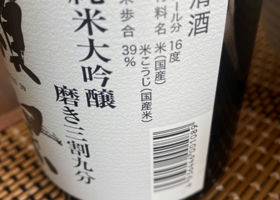 清酒
ール分 16度
料名 米(国産)
米こうじ(国産米)
米歩合 39%
純米大吟醸
磨き三割九分